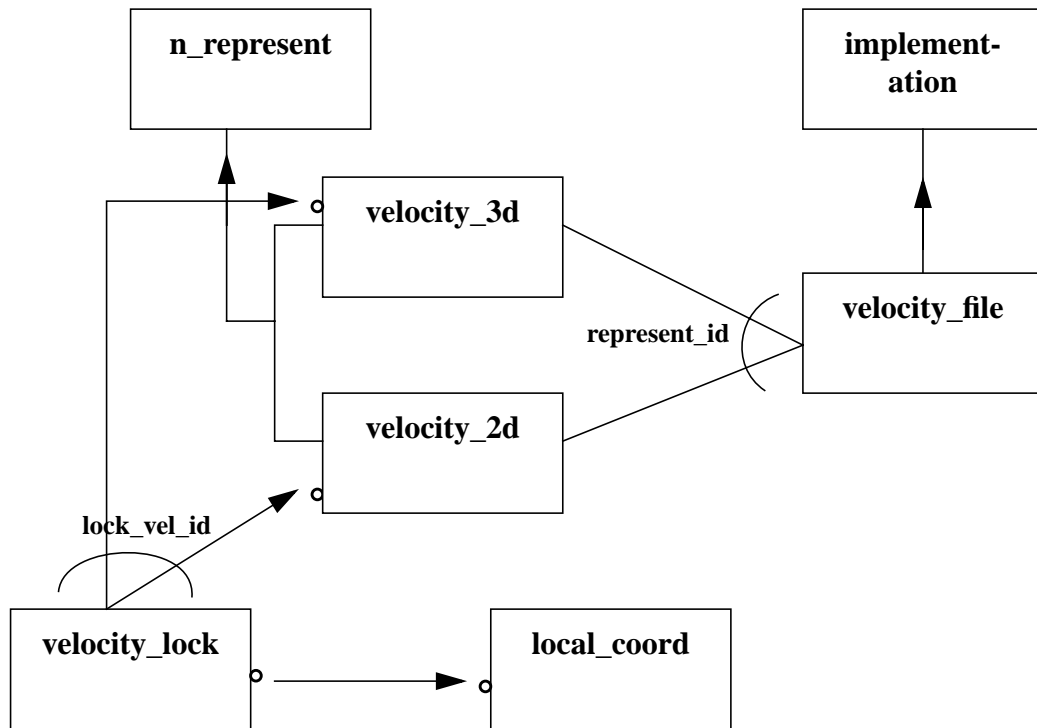 n_represent
implement-
ation
velocity_3d
velocity_file
represent_id
velocity_2d
lock_vel_id
velocity_lock
local_coord